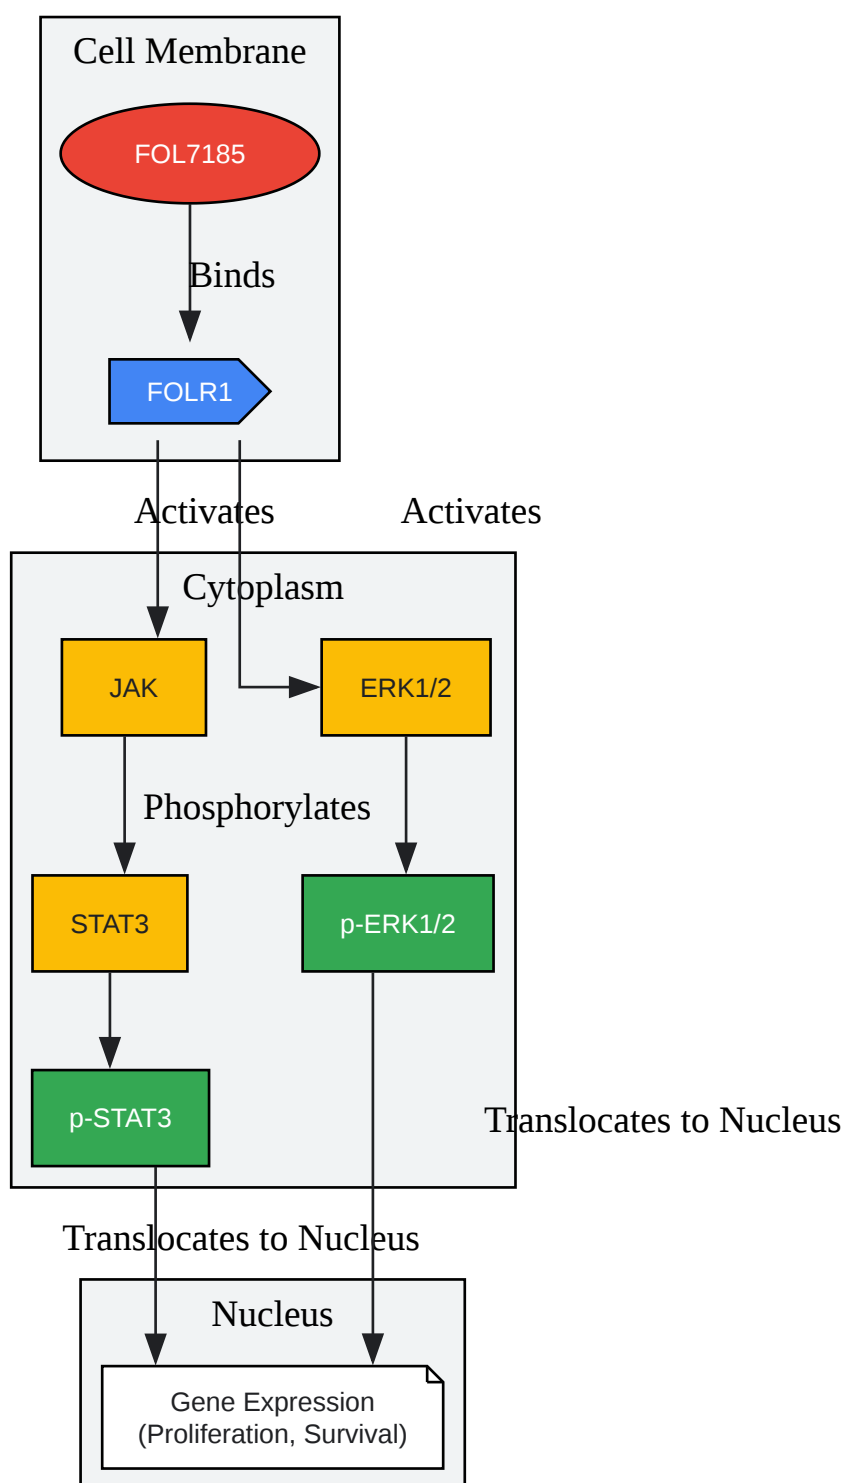 Cell Membrane
FOL7185
Binds
FOLR1
Activates
Activates
Cytoplasm
JAK
ERK1/2
Phosphorylates
STAT3
p-ERK1/2
p-STAT3
Translocates to Nucleus
Translocates to Nucleus
Nucleus
Gene Expression
(Proliferation, Survival)